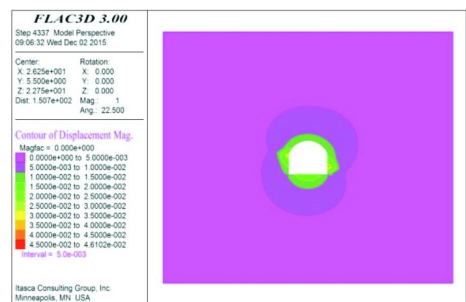 FLAC3D 3.00
Step 4337 Model Perspective
09:06:32 Wed Dec 02 2015
Center: Rotation:
X: 2.625e+001 X: 0.000
Y: 5.500e+000 Y: 0.000
Z: 2.275e+001 Z: 0.000
Dist: 1.507e+002 Mag.: 1
Ang.: 22.500
Contour of Displacement Mag.
Magfac = 0.000e+000
0.0000e+000 to 5.0000e-003
5.0000e-003 to 1.0000e-002
1.0000e-002 to 1.5000e-002
1.5000e-002 to 2.0000e-002
2.0000e-002 to 2.5000e-002
2.5000e-002 to 3.0000e-002
3.0000e-002 to 3.5000e-002
3.5000e-002 to 4.0000e-002
4.0000e-002 to 4.5000e-002
4.5000e-002 to 4.6102e-002
Interval = 5.0e-003
Itasca Consulting Group, Inc.
Minneapolis, MN USA